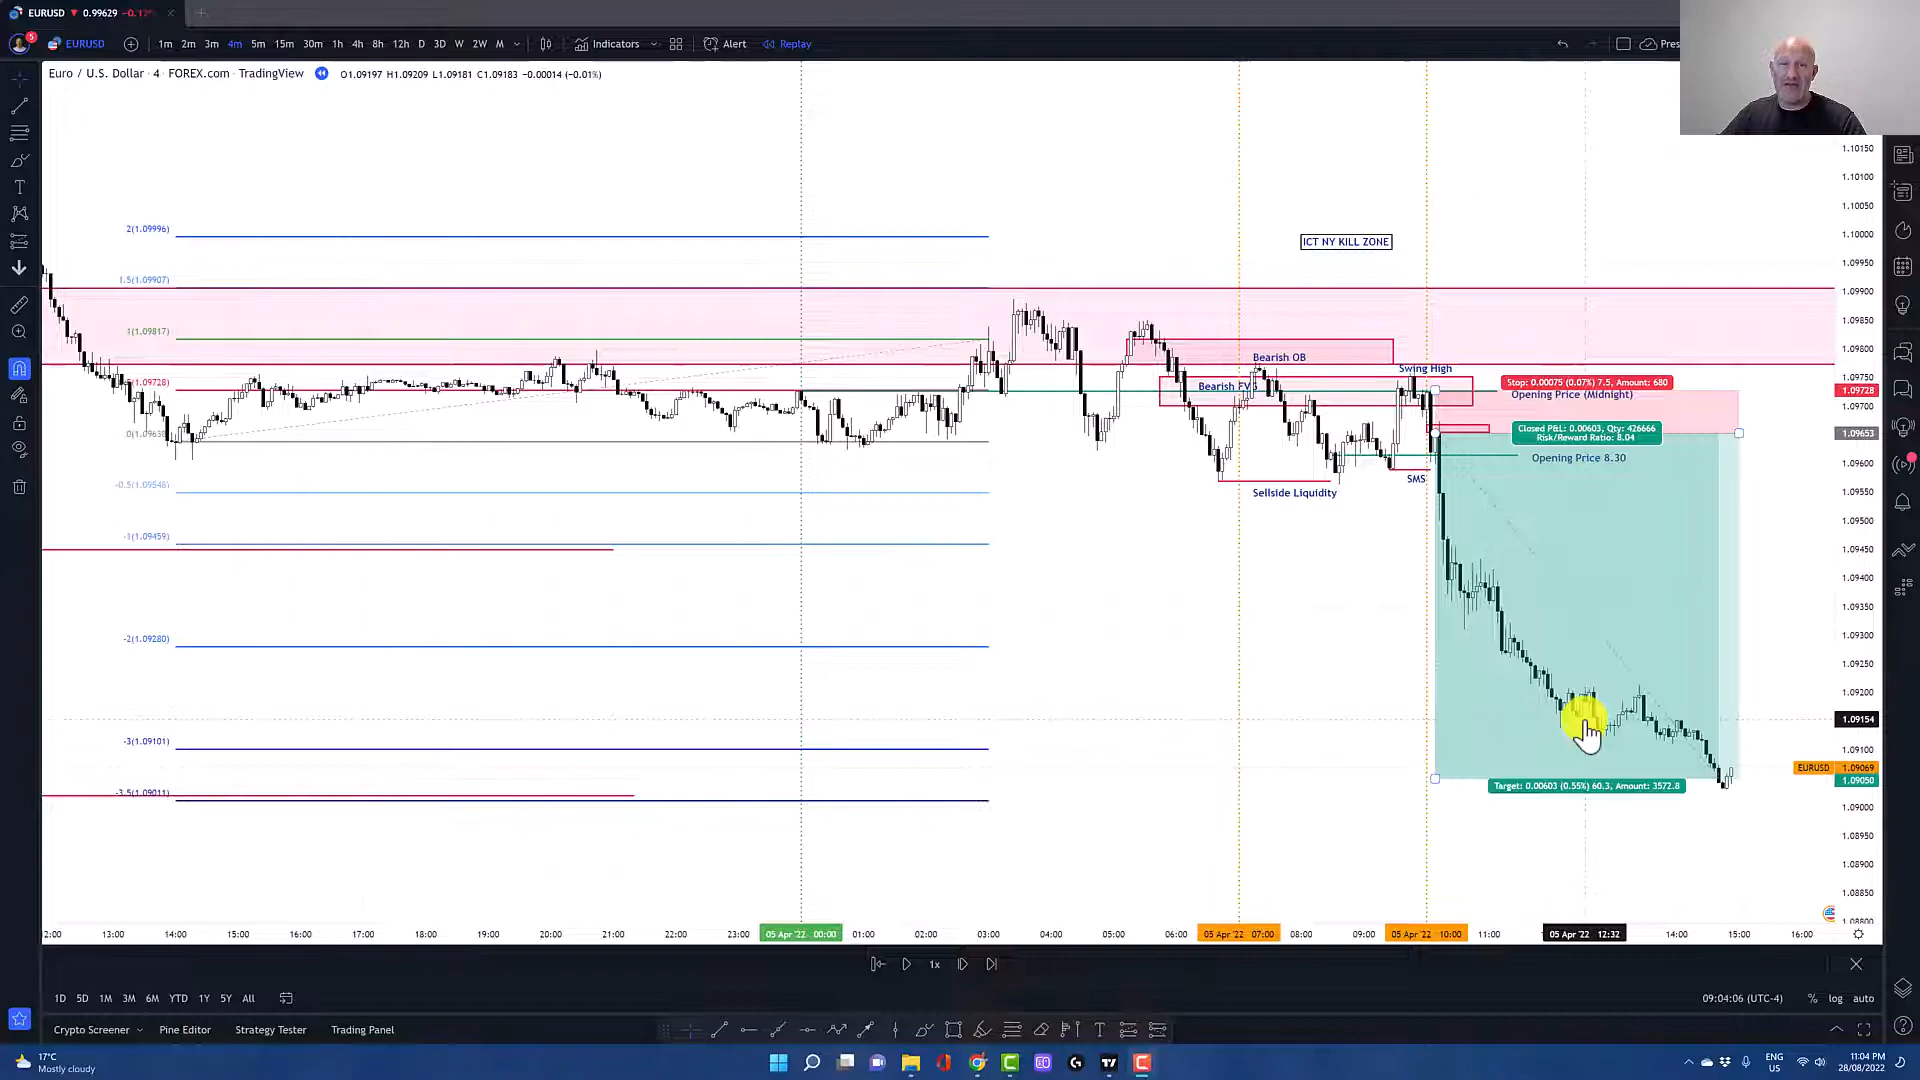 EURUSD ▼ 0.99629 −0.17%
5
EURUSD 1m 2m 3m 4m 5m 15m 30m 1h 4h 8h 12h D 3D W 2W M Indicators Alert Replay
Euro / U.S. Dollar · 4 · FOREX.com · TradingView O1.09197 H1.09209 L1.09181 C1.09183 −0.00014 (−0.01%)
1.10150
1.10100
1.10050
2(1.09996)
1.10000
ICT NY KILL ZONE
1.09950
1.5(1.09907)
1.09900
1.09850
1(1.09817)
1.09800
Bearish OB
Swing High
1.09750
(1.09728)
Bearish FVG
Stop: 0.00075 (0.07%) 7.5, Amount: 680
1.09728
Opening Price (Midnight)
1.09700
Closed P&L: 0.00603, Qty: 426666
Risk/Reward Ratio: 8.04
1.09653
0(1.09638)
Opening Price 8.30
1.09600
SMS
-0.5(1.09548)
Sellside Liquidity
1.09550
1.09500
-1(1.09459)
1.09450
1.09400
1.09350
-2(1.09280)
1.09300
1.09250
1.09200
1.09154
-3(1.09101)
1.09100
EURUSD 1.09069
1.09050
Target: 0.00603 (0.55%) 60.3, Amount: 3572.8
-3.5(1.09011)
1.09000
1.08950
1.08900
1.08850
1.08800
13:00 14:00 15:00 16:00 17:00 18:00 19:00 20:00 21:00 22:00 23:00 05 Apr '22 00:00 01:00 02:00 03:00 04:00 05:00 06:00 05 Apr '22 07:00 08:00 09:00 05 Apr '22 10:00 11:00 05 Apr '22 12:32 14:00 15:00 16:00
1x
1D 5D 1M 3M 6M YTD 1Y 5Y All
09:04:06 (UTC-4) % log auto
Crypto Screener Pine Editor Strategy Tester Trading Panel
17°C
Mostly cloudy
ENG
US
11:04 PM
28/08/2022